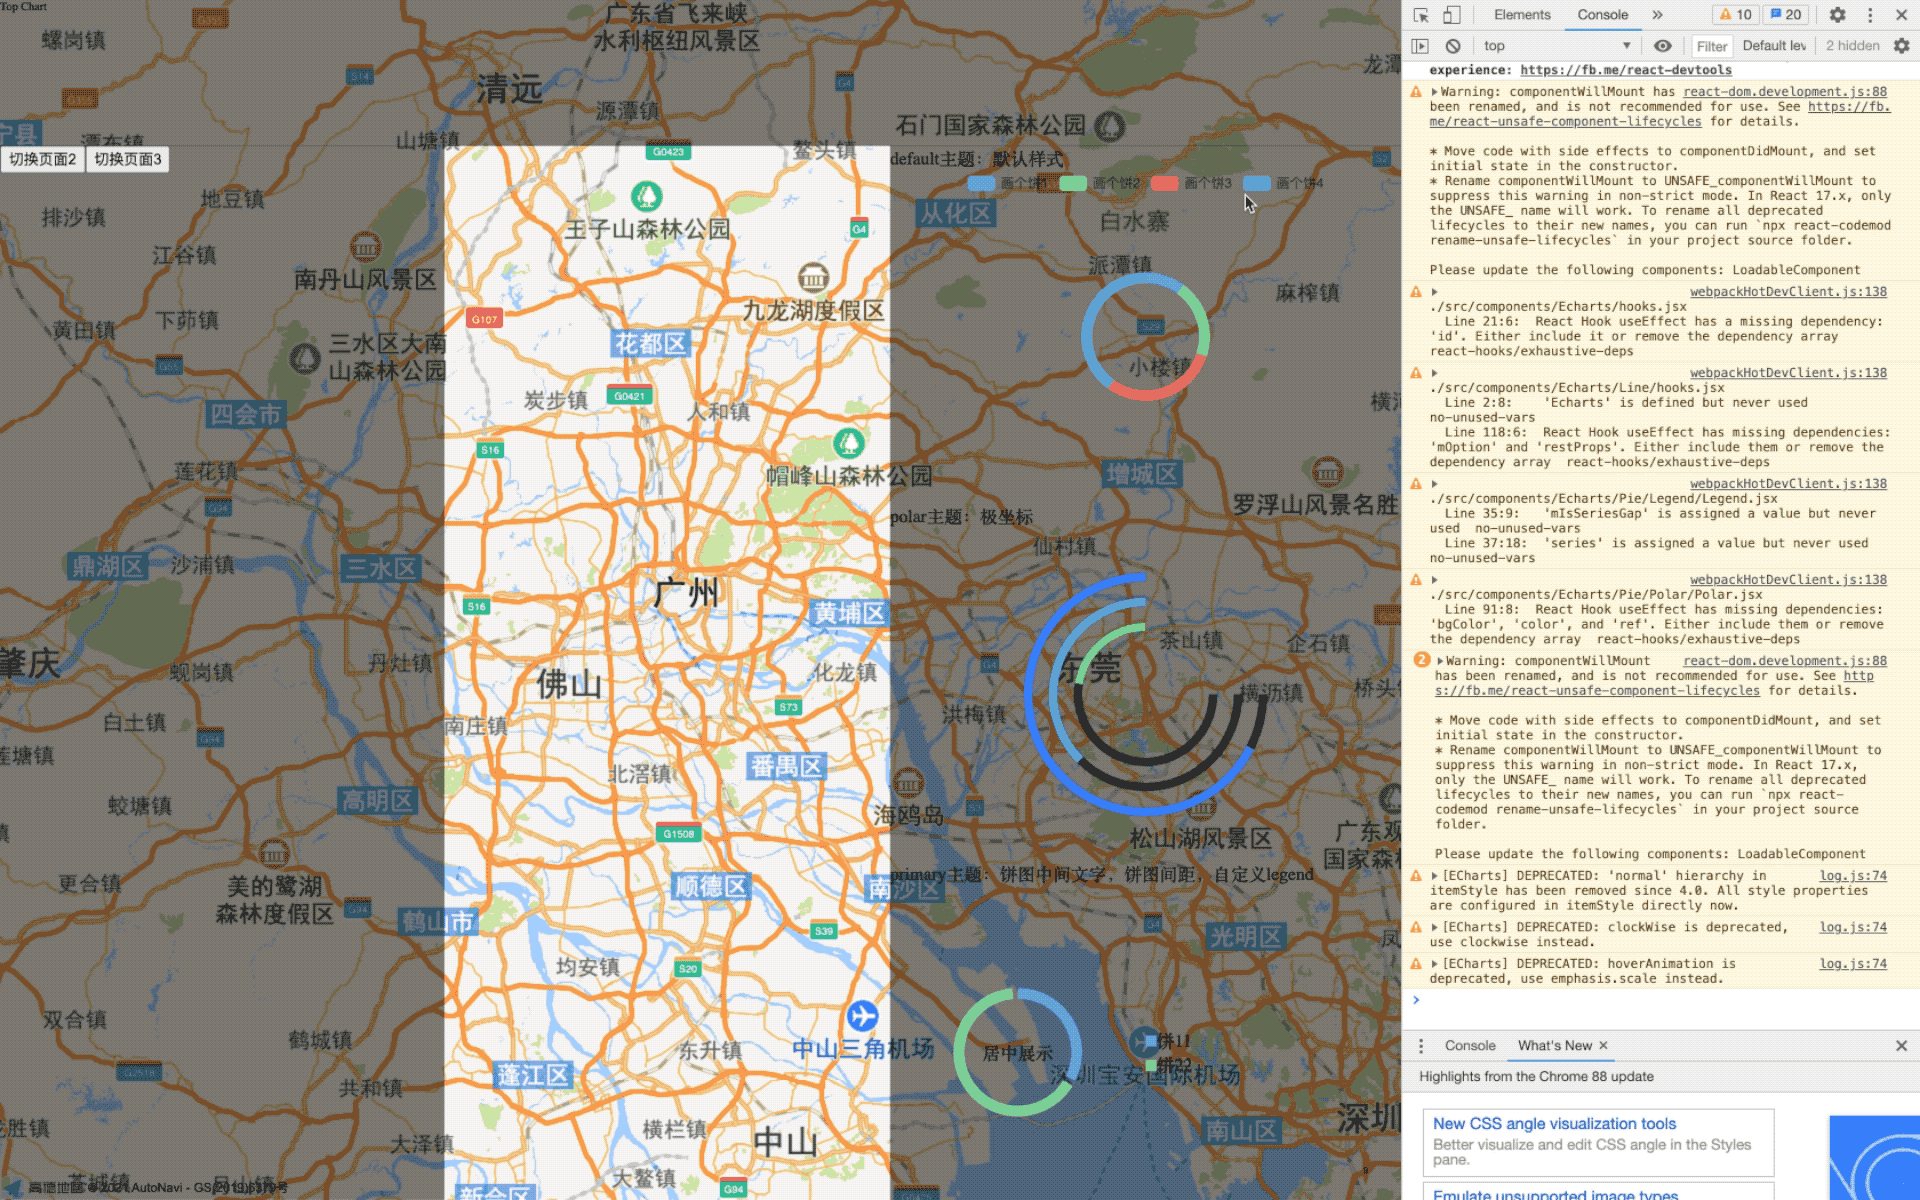 Top Chart
螺岗镇
广东省飞来峡
水利枢纽风景区
清远
S14
G4
源潭镇
山塘镇
石门国家森林公园
鳌头镇
G0423
切换页面2
切换页面3
default主题：默认样式
画个饼2
画个饼3
画个饼4
地豆镇
排沙镇
王子山森林公园
G4
从化区
白水寨
江谷镇
南丹山风景区
派潭镇
麻榨镇
九龙湖度假区
G107
黄田镇
下茆镇
三水区大南
山森林公园
花都区
S29
小楼镇
炭步镇
G0421
人和镇
四会市
S16
莲花镇
帽峰山森林公园
增城区
罗浮山风景名胜
G94
polar主题：极坐标
仙村镇
鼎湖区
沙浦镇
三水区
广州
S16
黄埔区
茶山镇
企石镇
肇庆
蚬岗镇
丹灶镇
佛山
化龙镇
G4
东莞
横沥镇
S73
洪梅镇
白土镇
南庄镇
G94
北滘镇
番禺区
高明区
蛟塘镇
海鸥岛
G1508
松山湖风景区
更合镇
美的鹭湖
森林度假区
顺德区
南沙区
primary主题：饼图中间文字，饼图间距，自定义legend
G94
鹤山市
S39
G4
光明区
均安镇
S20
双合镇
鹤城镇
东升镇
中山三角机场
居中展示
饼11
深圳宝安国际机场
蓬江区
共和镇
横栏镇
中山
大泽镇
南山区
深圳
大鳌镇
G94
新会区
Elements
Console
10
20
top
Filter
Default lev
2 hidden
experience: https://fb.me/react-devtools
Warning: componentWillMount has react-dom.development.js:88
been renamed, and is not recommended for use. See https://fb.
me/react-unsafe-component-lifecycles for details.
* Move code with side effects to componentDidMount, and set
initial state in the constructor.
* Rename componentWillMount to UNSAFE_componentWillMount to
suppress this warning in non-strict mode. In React 17.x, only
the UNSAFE_ name will work. To rename all deprecated
lifecycles to their new names, you can run `npx react-codemod
rename-unsafe-lifecycles` in your project source folder.
Please update the following components: LoadableComponent
webpackHotDevClient.js:138
./src/components/Echarts/hooks.jsx
Line 21:6: React Hook useEffect has a missing dependency:
'id'. Either include it or remove the dependency array
react-hooks/exhaustive-deps
webpackHotDevClient.js:138
./src/components/Echarts/Line/hooks.jsx
Line 2:8: 'Echarts' is defined but never used
no-unused-vars
Line 118:6: React Hook useEffect has missing dependencies:
'mOption' and 'restProps'. Either include them or remove the
dependency array react-hooks/exhaustive-deps
webpackHotDevClient.js:138
./src/components/Echarts/Pie/Legend/Legend.jsx
Line 35:9: 'mIsSeriesGap' is assigned a value but never
used no-unused-vars
Line 37:18: 'series' is assigned a value but never used
no-unused-vars
webpackHotDevClient.js:138
./src/components/Echarts/Pie/Polar/Polar.jsx
Line 91:8: React Hook useEffect has missing dependencies:
'bgColor', 'color', and 'ref'. Either include them or remove
the dependency array react-hooks/exhaustive-deps
2 Warning: componentWillMount react-dom.development.js:88
has been renamed, and is not recommended for use. See http
s://fb.me/react-unsafe-component-lifecycles for details.
* Move code with side effects to componentDidMount, and set
initial state in the constructor.
* Rename componentWillMount to UNSAFE_componentWillMount to
suppress this warning in non-strict mode. In React 17.x,
only the UNSAFE_ name will work. To rename all deprecated
lifecycles to their new names, you can run `npx react-
codemod rename-unsafe-lifecycles` in your project source
folder.
Please update the following components: LoadableComponent
[ECharts] DEPRECATED: 'normal' hierarchy in log.js:74
itemStyle has been removed since 4.0. All style properties
are configured in itemStyle directly now.
[ECharts] DEPRECATED: clockWise is deprecated, log.js:74
use clockwise instead.
[ECharts] DEPRECATED: hoverAnimation is log.js:74
deprecated, use emphasis.scale instead.
Console
What's New
Highlights from the Chrome 88 update
New CSS angle visualization tools
Better visualize and edit CSS angle in the Styles
pane.
Emulate unsupported image types